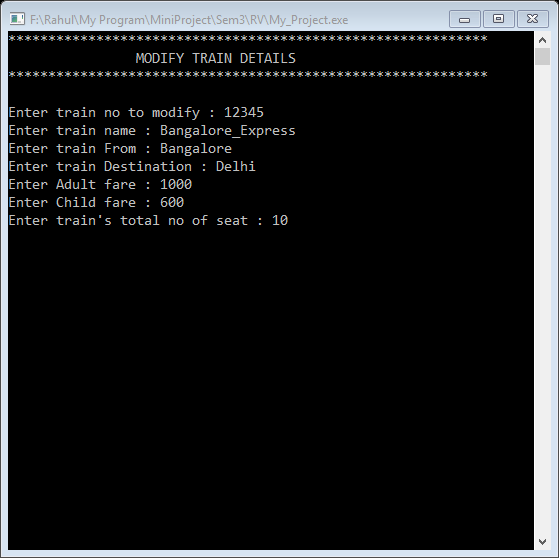 F:\Rahul\My Program\MiniProject\Sem3\RV\My_Project.exe
************************************************************
MODIFY TRAIN DETAILS
************************************************************
Enter train no to modify : 12345
Enter train name : Bangalore_Express
Enter train From : Bangalore
Enter train Destination : Delhi
Enter Adult fare : 1000
Enter Child fare : 600
Enter train's total no of seat : 10